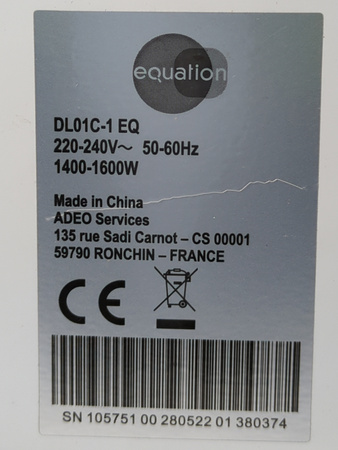 equation
DL01C-1 EQ
220-240V~ 50-60Hz
1400-1600W
Made in China
ADEO Services
135 rue Sadi Carnot – CS 00001
59790 RONCHIN – FRANCE
CE
SN 105751 00 280522 01 380374